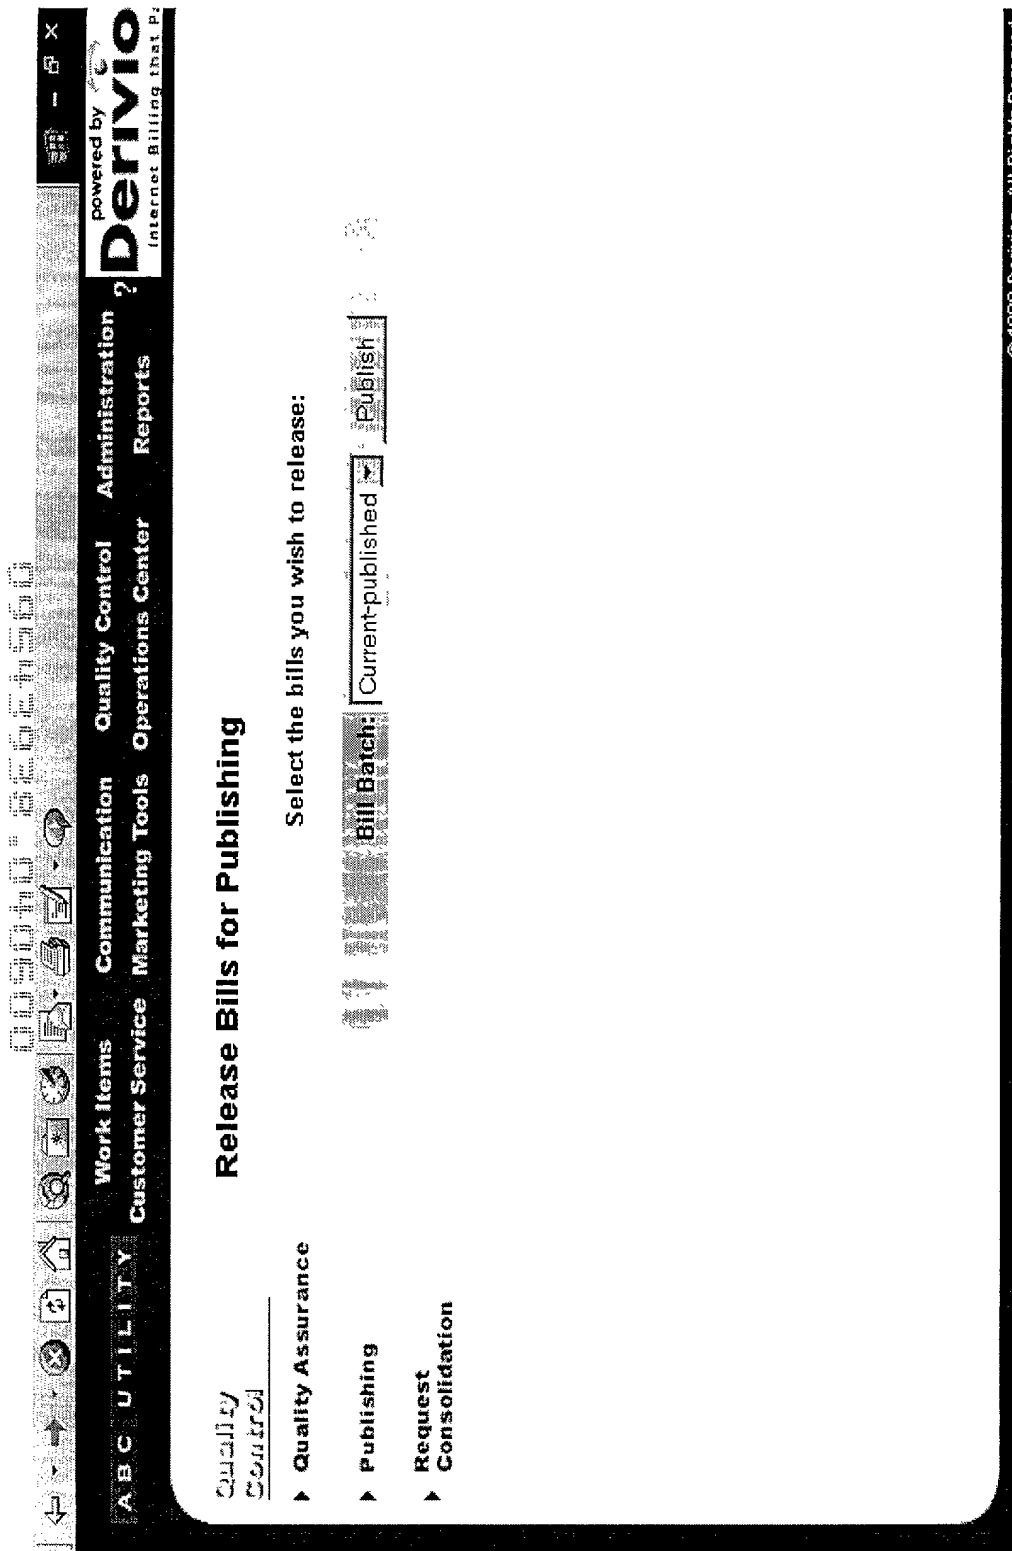 powered by
Derivio
Internet Billing that Pa
A B C U T I L I T Y
Work Items Communication Quality Control Administration ?
Customer Service Marketing Tools Operations Center Reports
Quality
Control
Quality Assurance
Publishing
Request
Consolidation
Release Bills for Publishing
Select the bills you wish to release:
Bill Batch: Current-published Publish